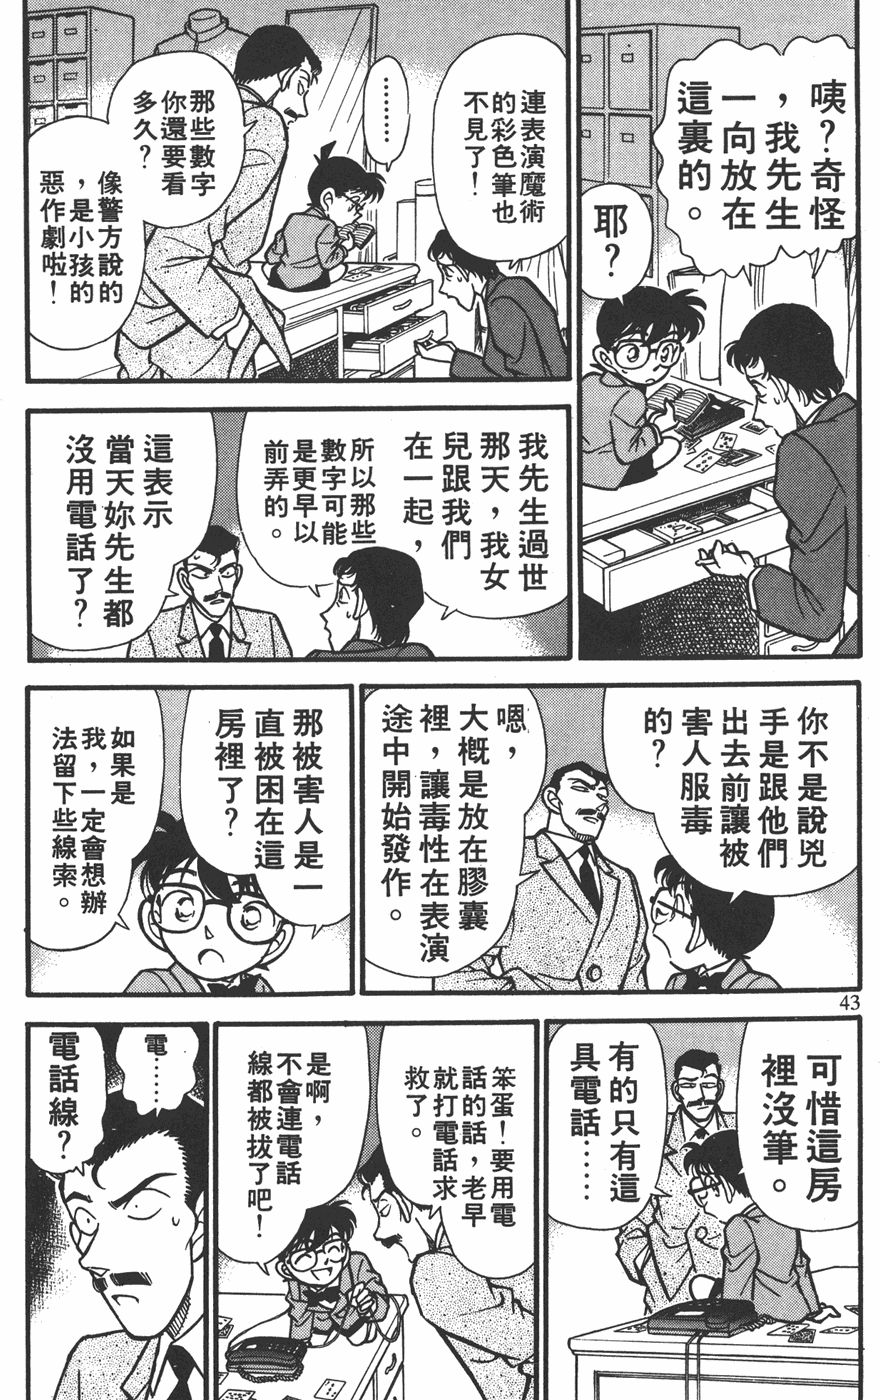 咦？奇怪
，我先生
一向放在
這裏的。
耶？
連表演魔術
的彩色筆也
不見了！
………
那些數字
你還要看
多久？
像警方說的
，是小孩的
惡作劇啦！
我先生過世
那天，我女
兒跟我們
在一起，
所以那些
數字可能
是更早以
前弄的。
這表示
當天妳先生都
沒用電話了？
你不是說兇
手是跟他們
出去前讓被
害人服毒
的？
嗯，
大概是放在膠囊
裡，讓毒性在表演
途中開始發作。
那被害人是一
直被困在這
房裡了？
如果是
我，一定會想辦
法留下些線索。
43
可惜這房
裡沒筆。
有的只有這
具電話……
笨蛋！要用電
話的話，老早
就打電話求
救了。
是啊，
不會連電話
線都被拔了吧！
電……
電話線？